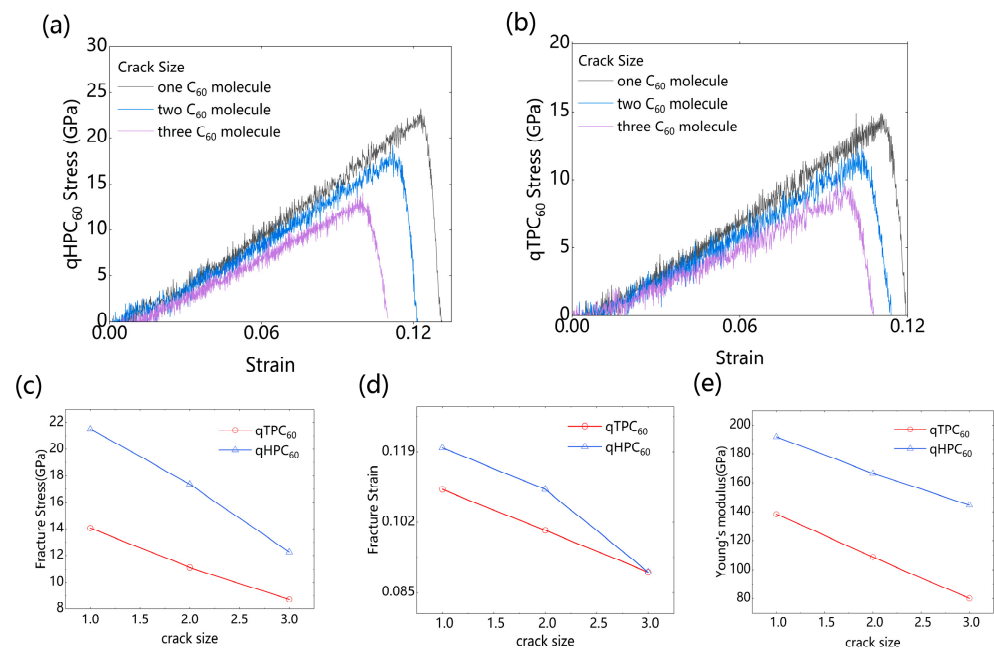 (a)
30
25
20
15
10
5
0
0.00
0.06
0.12
qHPC60 Stress (GPa)
Strain
Crack Size
one C60 molecule
two C60 molecule
three C60 molecule
(b)
20
15
10
5
0
0.00
0.06
0.12
qTPC60 Stress (GPa)
Strain
Crack Size
one C60 molecule
two C60 molecule
three C60 molecule
(c)
22
20
18
16
14
12
10
8
1.0
1.5
2.0
2.5
3.0
Fracture Stress(GPa)
crack size
qTPC60
qHPC60
(d)
0.119
0.102
0.085
1.0
1.5
2.0
2.5
3.0
Fracture Strain
crack size
qTPC60
qHPC60
(e)
200
180
160
140
120
100
80
1.0
1.5
2.0
2.5
3.0
Young's modulus(GPa)
crack size
qTPC60
qHPC60